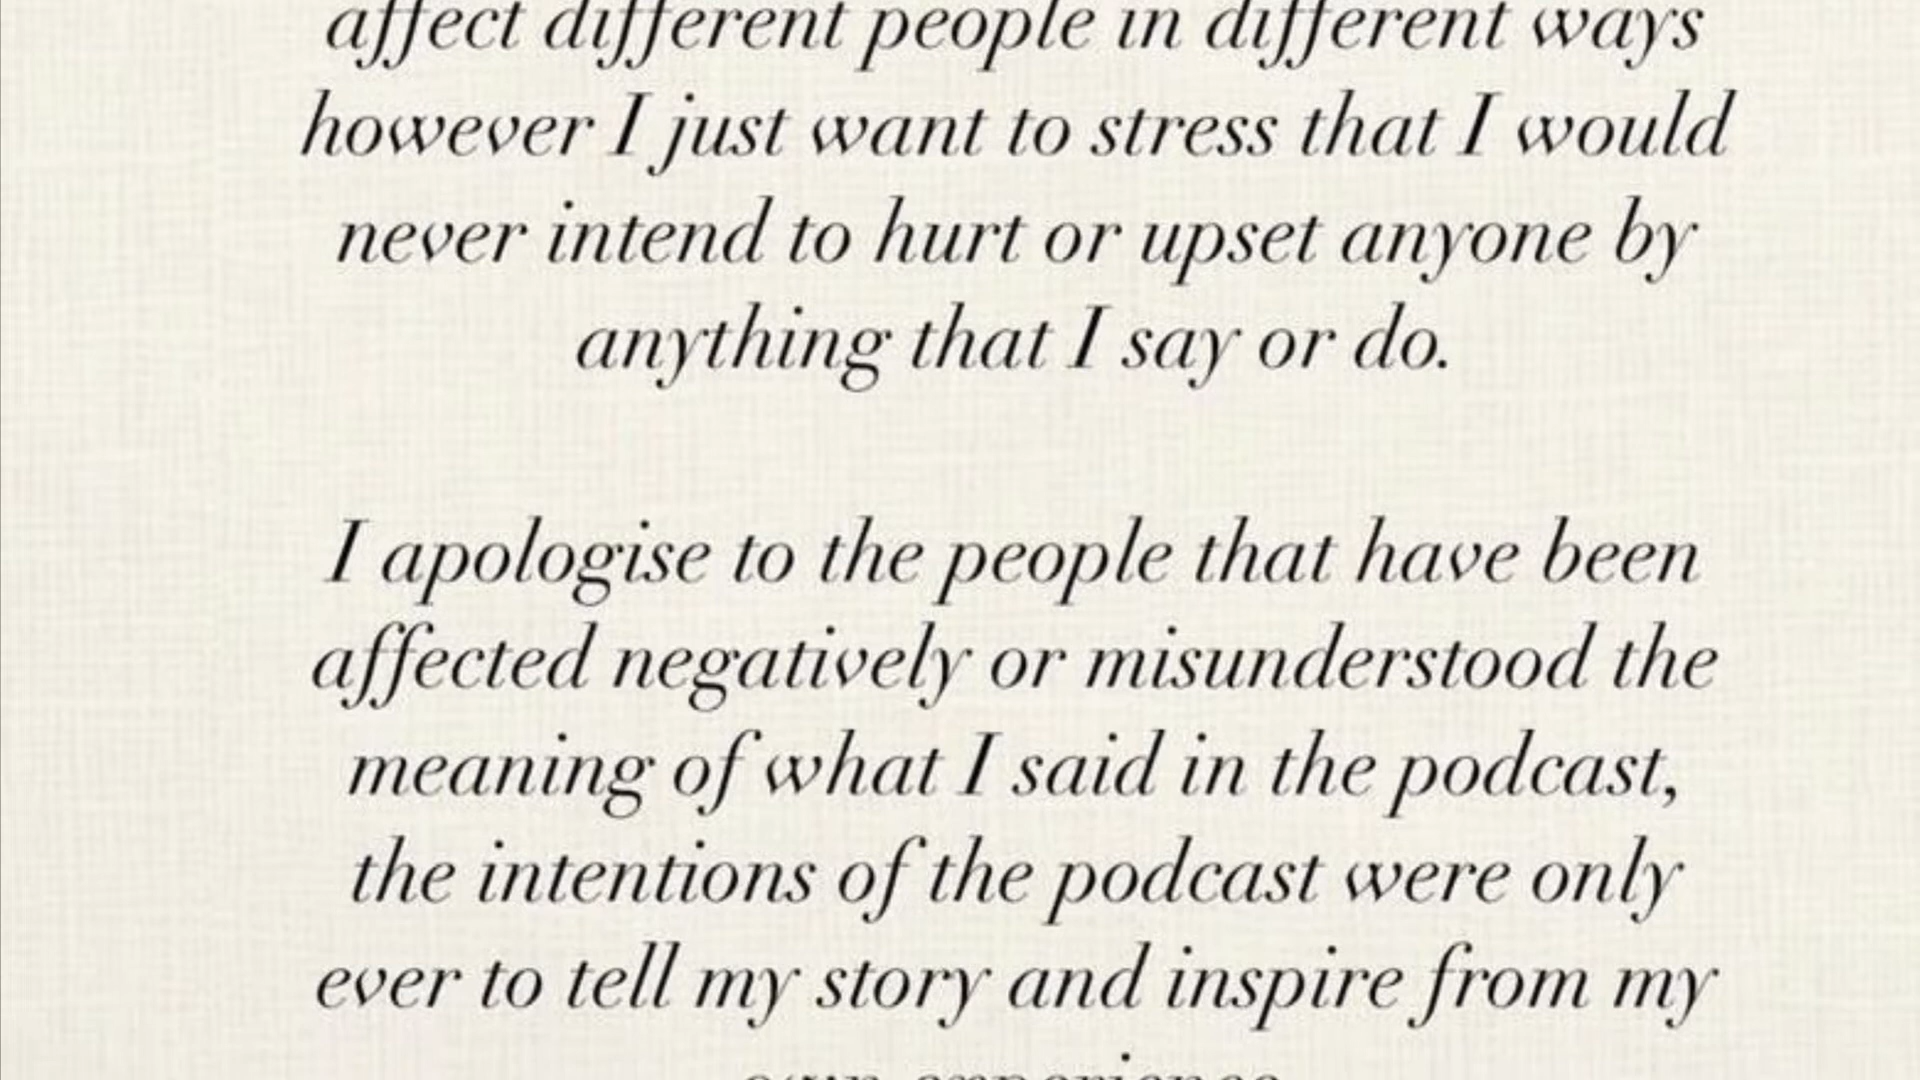 affect different people in different ways
however I just want to stress that I would
never intend to hurt or upset anyone by
anything that I say or do.
I apologise to the people that have been
affected negatively or misunderstood the
meaning of what I said in the podcast,
the intentions of the podcast were only
ever to tell my story and inspire from my
own experience